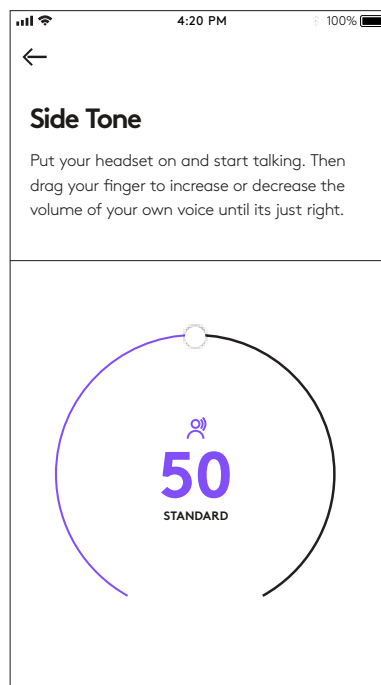 4:20 PM 100%
Side Tone
Put your headset on and start talking. Then
drag your finger to increase or decrease the
volume of your own voice until its just right.
50
STANDARD